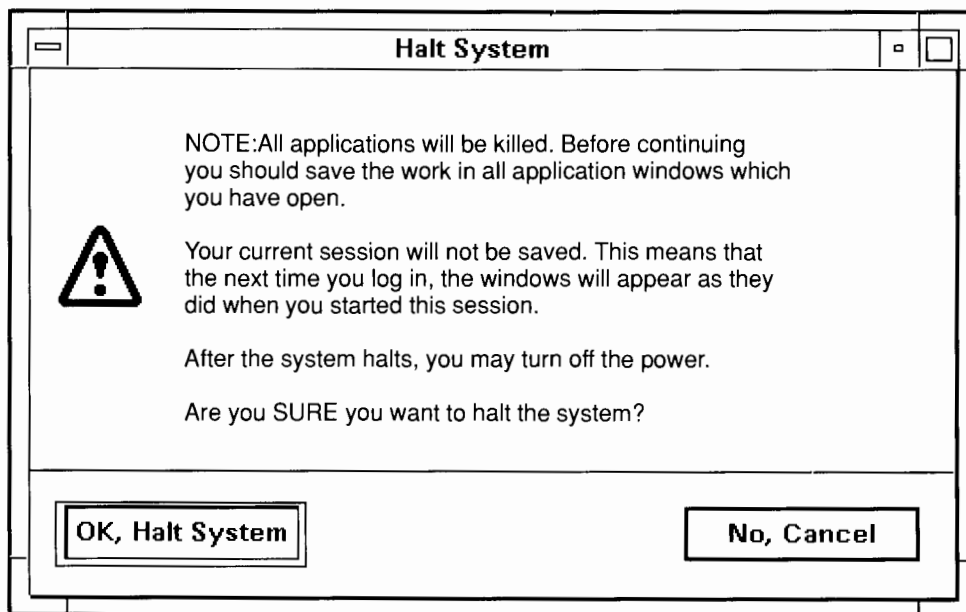 Halt System
NOTE:All applications will be killed. Before continuing
you should save the work in all application windows which
you have open.
Your current session will not be saved. This means that
the next time you log in, the windows will appear as they
did when you started this session.
After the system halts, you may turn off the power.
Are you SURE you want to halt the system?
OK, Halt System
No, Cancel